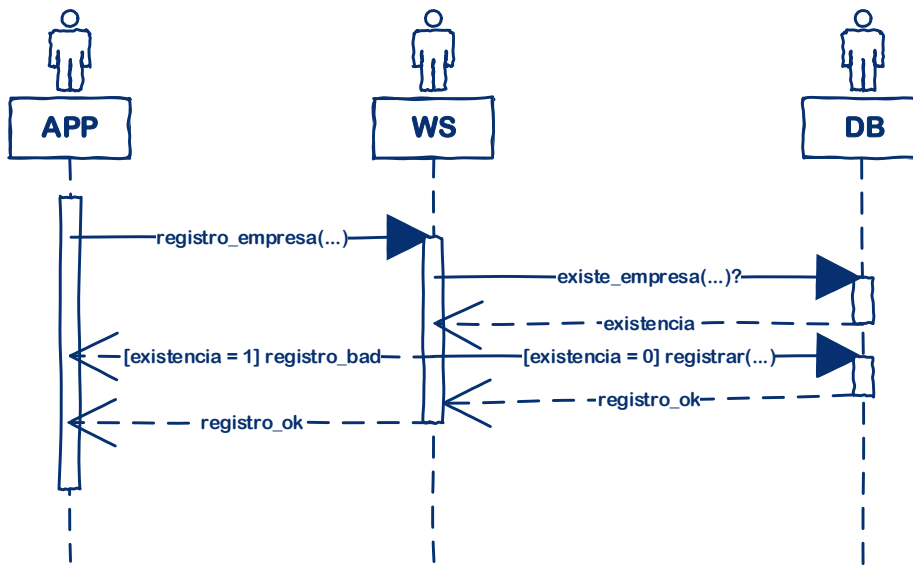 APP
WS
DB
registro_empresa(...)
existe_empresa(...)?
existencia
[existencia = 1] registro_bad
[existencia = 0] registrar(...)
registro_ok
registro_ok